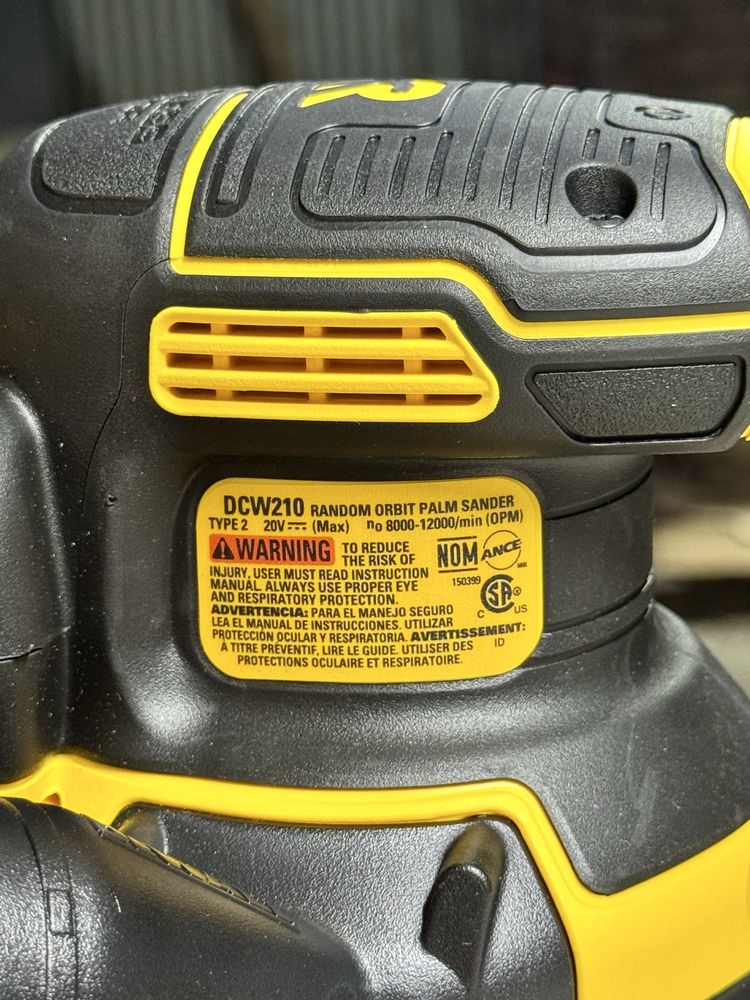 R
DCW210 RANDOM ORBIT PALM SANDER
TYPE 2 20V⎓ (Max) n₀ 8000-12000/min (OPM)
⚠WARNING TO REDUCE
THE RISK OF
INJURY, USER MUST READ INSTRUCTION
MANUAL. ALWAYS USE PROPER EYE
AND RESPIRATORY PROTECTION.
ADVERTENCIA: PARA EL MANEJO SEGURO
LEA EL MANUAL DE INSTRUCCIONES. UTILIZAR
PROTECCIÓN OCULAR Y RESPIRATORIA. AVERTISSEMENT:
À TITRE PRÉVENTIF, LIRE LE GUIDE. UTILISER DES
PROTECTIONS OCULAIRE ET RESPIRATOIRE.
NOM ANCE
MR
150399
SA ®
C US
ID